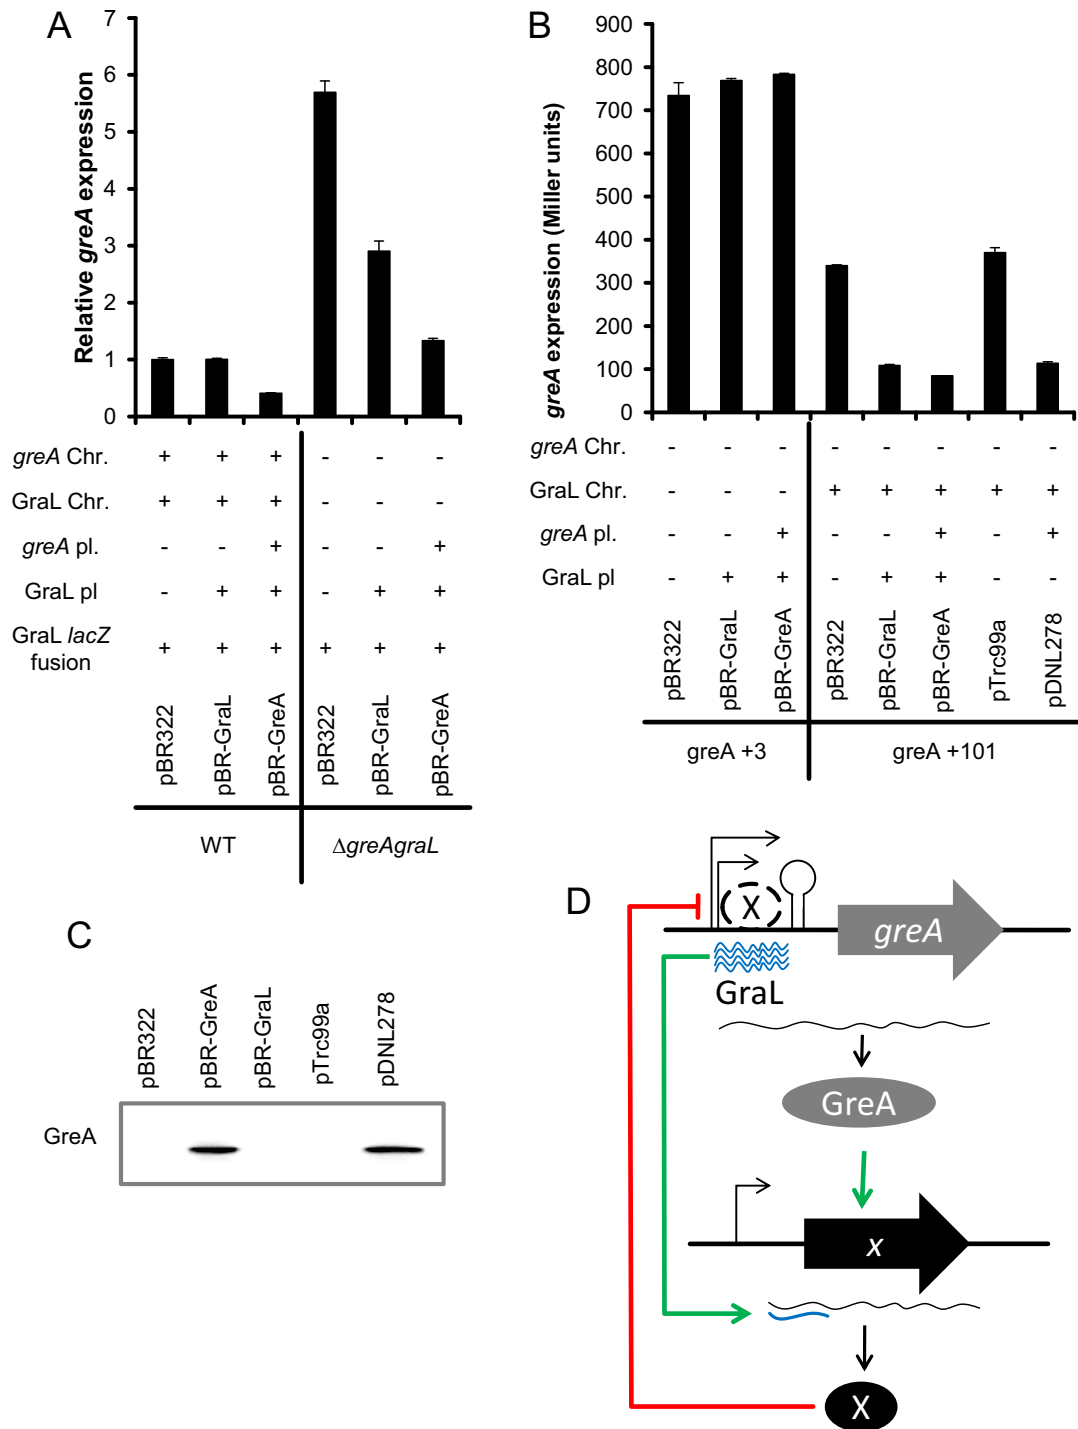 A
Relative greA expression
7
6
5
4
3
2
1
0
greA Chr. + + + - - -
GraL Chr. + + + - - -
greA pl. - - + - - +
GraL pl - + + - + +
GraL lacZ
fusion + + + + + +
pBR322 pBR-GraL pBR-GreA pBR322 pBR-GraL pBR-GreA
WT ΔgreAgraL
B
greA expression (Miller units)
900
800
700
600
500
400
300
200
100
0
greA Chr. - - - - - - - -
GraL Chr. - - - + + + + +
greA pl. - - + - - + - +
GraL pl - + + - + + - -
pBR322 pBR-GraL pBR-GreA pBR322 pBR-GraL pBR-GreA pTrc99a pDNL278
greA +3 greA +101
C
pBR322 pBR-GreA pBR-GraL pTrc99a pDNL278
GreA
D
X
greA
GraL
GreA
x
X